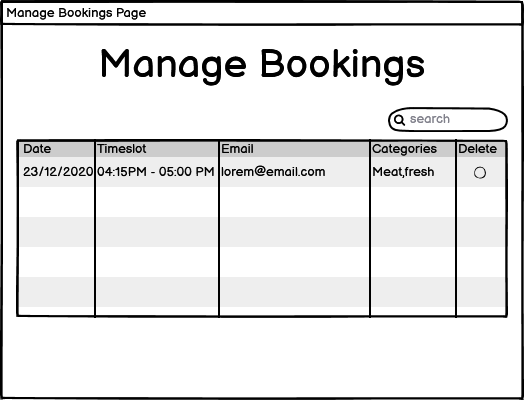 Manage Bookings Page
Manage Bookings
search
Date Timeslot Email Categories Delete
23/12/2020 04:15PM - 05:00 PM lorem@email.com Meat,fresh